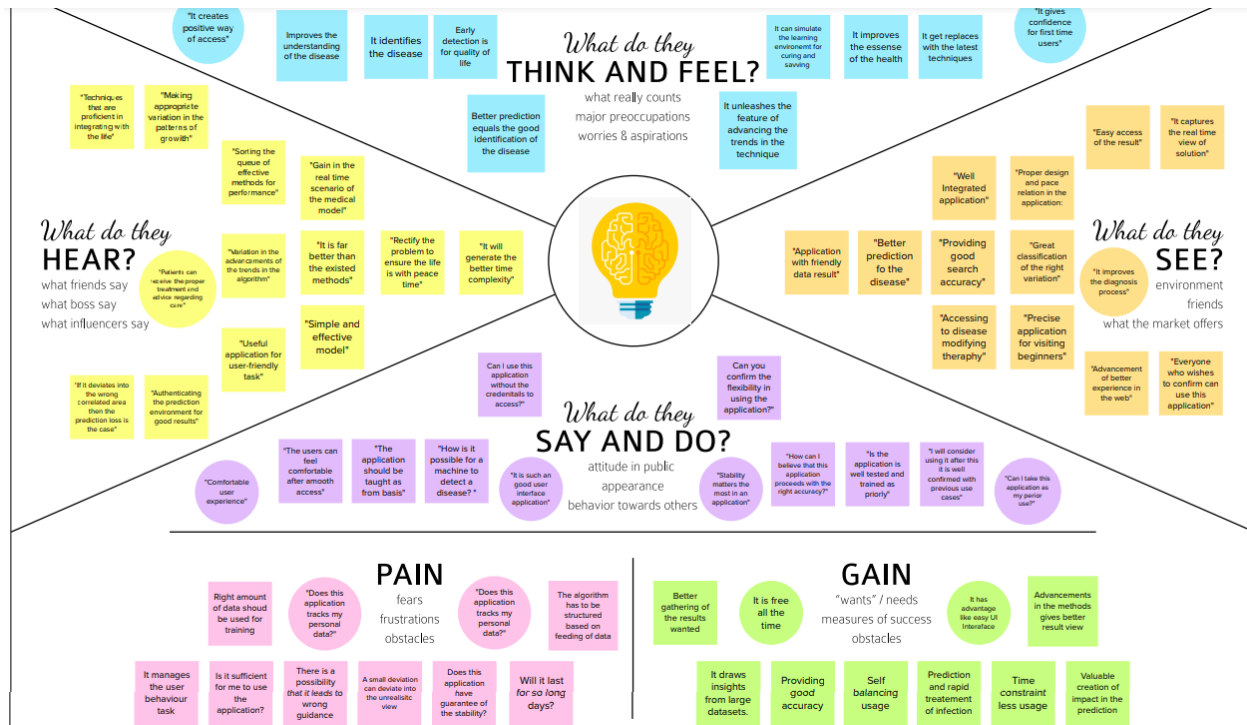 "It creates
positive way
of access"
Improves the
understanding
of the disease
It identifies
the disease
Early
detection is
for quality of
life
What do they
THINK AND FEEL?
what really counts
major preoccupations
worries & aspirations
It can simulate
the learning
environemt for
curing and
savving
It improves
the essense
of the health
It get replaces
with the latest
techniques
"It gives
confidence
for first time
users"
Better prediction
equals the good
identification of
the disease
It unleashes the
feature of
advancing the
trends in the
technique
"Techniques
that are
proficient in
integrating with
the life"
"Making
appropriate
variation in the
patterns of
growth"
"Sorting the
queue of
effective
methods for
performance"
"Gain in the
real time
scenario of
the medical
model"
What do they
HEAR?
what friends say
what boss say
what influencers say
"Patients can
receive the proper
treatment and
advice regarding
care"
"Variation in the
advancements of
the trends in the
algorithm"
"It is far
better than
the existed
methods"
"Rectify the
problem to
ensure the life
is with peace
time"
"It will
generate the
better time
complexity"
"Useful
application for
user-friendly
task"
"Simple and
effective
model"
"If it deviates into
the wrong
correlated area
then the
prediction loss is
the case"
"Authenticating
the prediction
environment for
good results"
"Easy access
of the result"
"It captures
the real time
view of
solution"
"Well
Integrated
application"
"Proper design
and pace
relation in the
application:
"Application
with friendly
data result"
"Better
prediction
fo the
disease"
"Providing
good
search
accuracy"
"Great
classification
of the right
variation"
"It improves
the diagnosis
process"
What do they
SEE?
environment
friends
what the market offers
"Accessing
to disease
modifying
theraphy"
"Precise
application
for visiting
beginners"
"Advancement
of better
experience in
the web"
"Everyone
who wishes
to confirm can
use this
application"
Can I use this
application
without the
credenitals to
access?"
Can you
confirm the
flexibility in
using the
application?"
What do they
SAY AND DO?
attitude in public
appearance
behavior towards others
"Comfortable
user
experience"
"The users can
feel
comfortable
after amooth
access"
"The
application
should be
taught as
from basis"
"How is it
possible for a
machine to
detect a
disease? "
"It is such an
good user
interface
application"
"Stability
matters the
most in an
application"
"How can I
believe that this
application
proceeds with the
right accuracy?"
"Is the
application is
well tested and
trained as
priorly"
"I will consider
using it after this
it is well
confirmed with
previous use
cases"
"Can I take this
application as
my perior
use?"
PAIN
fears
frustrations
obstacles
Right amount
of data shoud
be used for
training
"Does this
application
tracks my
personal
data?"
"Does this
application
tracks my
personal
data?"
The algorithm
has to be
structured
based on
feeding of data
It manages
the user
behaviour
task
Is it sufficient
for me to use
the
application?
There is a
possibility
that it leads to
wrong
guidance
A small deviation
can deviate into
the unrealisitc
view
Does this
application
have
guarantee of
the stability?
Will it last
for so long
days?
GAIN
"wants" / needs
measures of success
obstacles
Better
gathering of
the results
wanted
It is free
all the
time
It has
advantage
like easy UI
Interaface
Advancements
in the methods
gives better
result view
It draws
insights
from large
datasets.
Providing
good
accuracy
Self
balancing
usage
Prediction
and rapid
treatement
of infection
Time
constraint
less usage
Valuable
creation of
impact in the
prediction